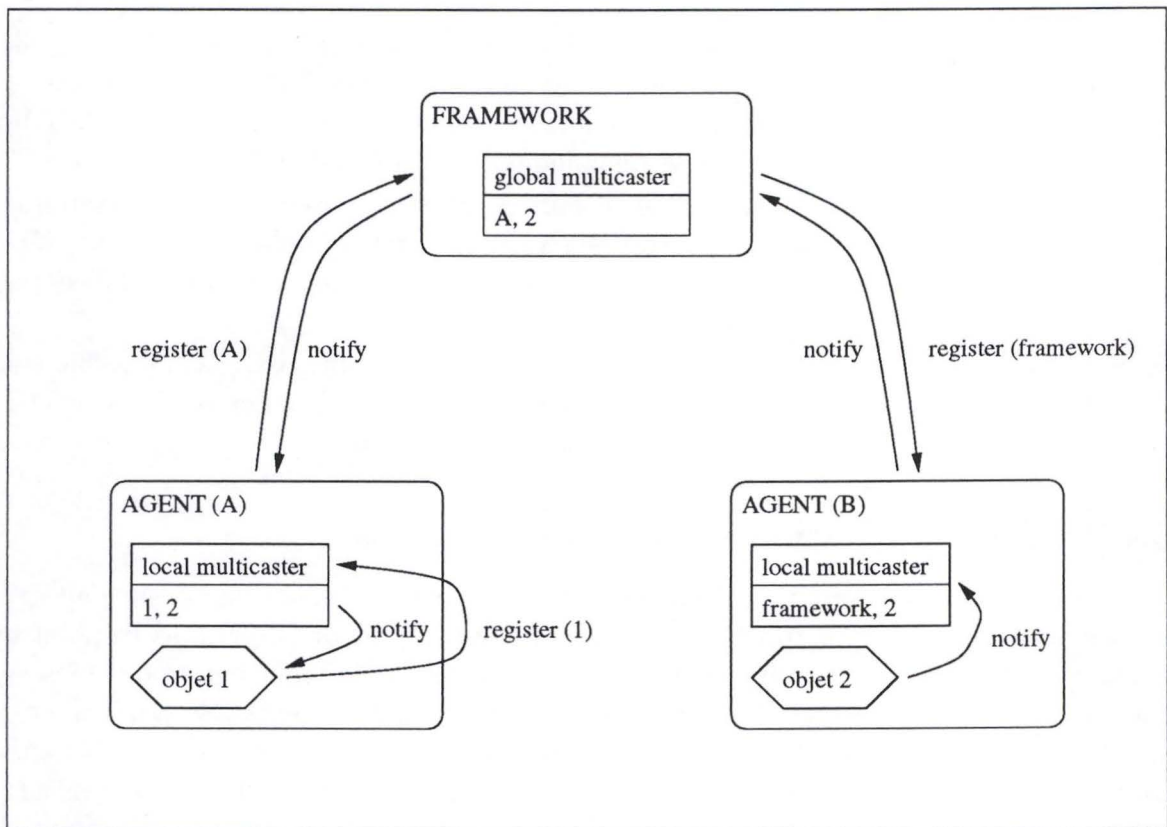 FRAMEWORK
global multicaster
A, 2
register (A)
notify
notify
register (framework)
AGENT (A)
local multicaster
1, 2
notify
register (1)
objet 1
AGENT (B)
local multicaster
framework, 2
notify
objet 2